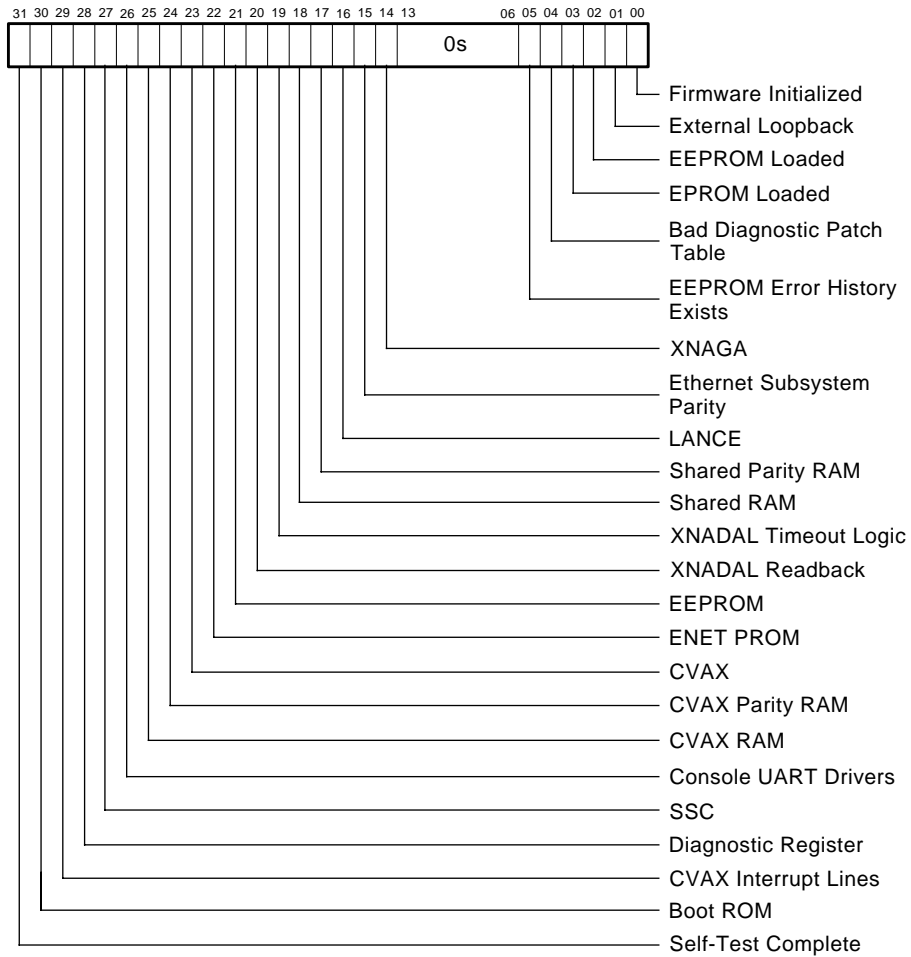 31 30 29 28 27 26 25 24 23 22 21 20 19 18 17 16 15 14 13 06 05 04 03 02 01 00
0s
Firmware Initialized
External Loopback
EEPROM Loaded
EPROM Loaded
Bad Diagnostic Patch
Table
EEPROM Error History
Exists
XNAGA
Ethernet Subsystem
Parity
LANCE
Shared Parity RAM
Shared RAM
XNADAL Timeout Logic
XNADAL Readback
EEPROM
ENET PROM
CVAX
CVAX Parity RAM
CVAX RAM
Console UART Drivers
SSC
Diagnostic Register
CVAX Interrupt Lines
Boot ROM
Self-Test Complete